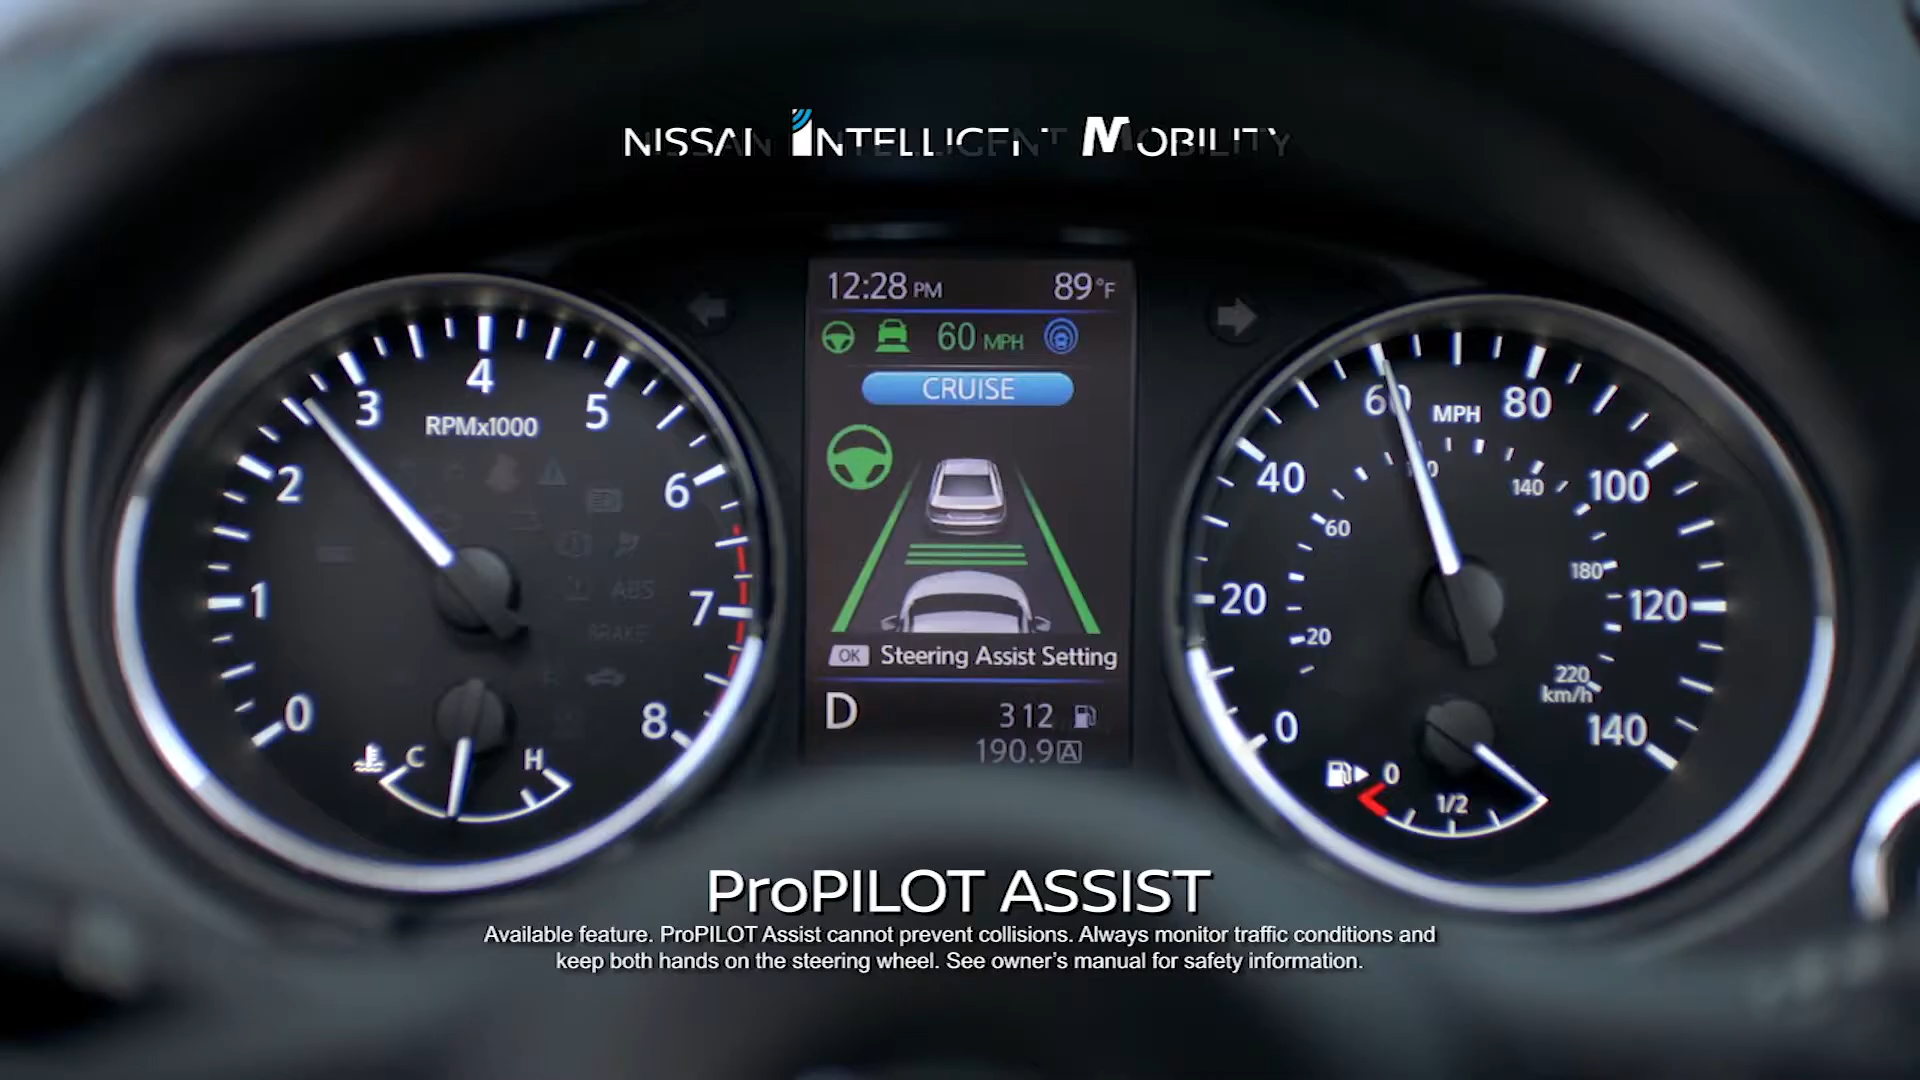 NISSAN INTELLIGENT MOBILITY
12:28 PM 89°F
60 MPH
CRUISE
OK Steering Assist Setting
D 312
190.9 A
0
1
2
3
4
5
6
7
8
RPMx1000
ABS
BRAKE
C H
0
20
40
60
80
100
120
140
MPH
20
60
140
180
220
km/h
0 1/2
ProPILOT ASSIST
Available feature. ProPILOT Assist cannot prevent collisions. Always monitor traffic conditions and
keep both hands on the steering wheel. See owner's manual for safety information.